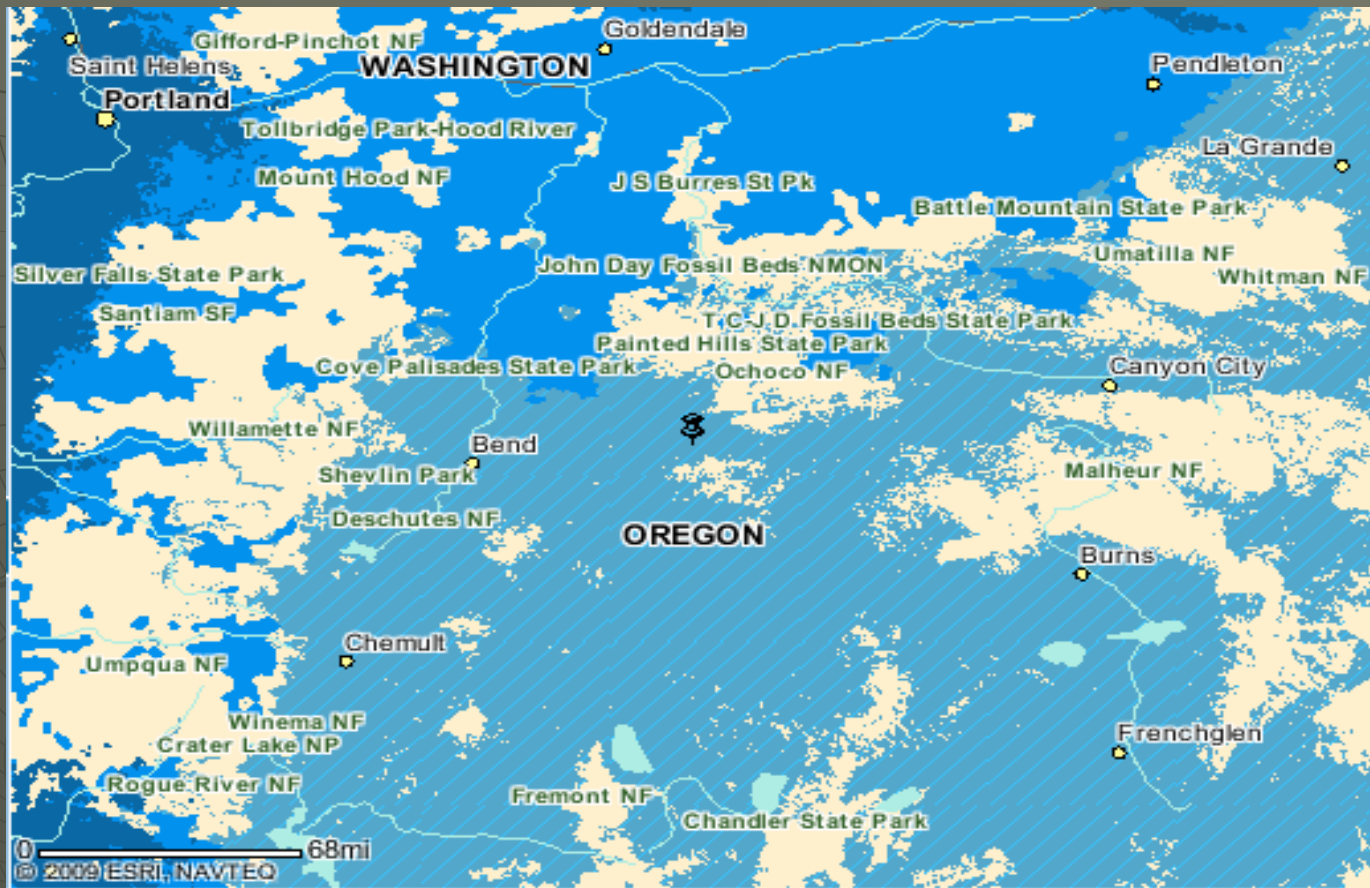 Goldendale
Gifford-Pinchot NF
WASHINGTON
Saint Helens
Pendleton
Portland
Tollbridge Park-Hood River
La Grande
Mount Hood NF
J S Burres St Pk
Battle Mountain State Park
Umatilla NF
John Day Fossil Beds NMON
Silver Falls State Park
Whitman NF
Santiam SF
T C-J D Fossil Beds State Park
Painted Hills State Park
Cove Palisades State Park
Ochoco NF
Canyon City
Willamette NF
Bend
Shevlin Park
Malheur NF
Deschutes NF
OREGON
Burns
Chemult
Umpqua NF
Winema NF
Frenchglen
Crater Lake NP
Rogue River NF
Fremont NF
Chandler State Park
0 68mi
© 2009 ESRI, NAVTEQ